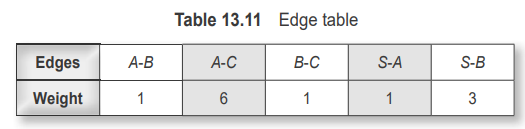 Table 13.11 Edge table
Edges A-B A-C B-C S-A S-B
Weight 1 6 1 1 3